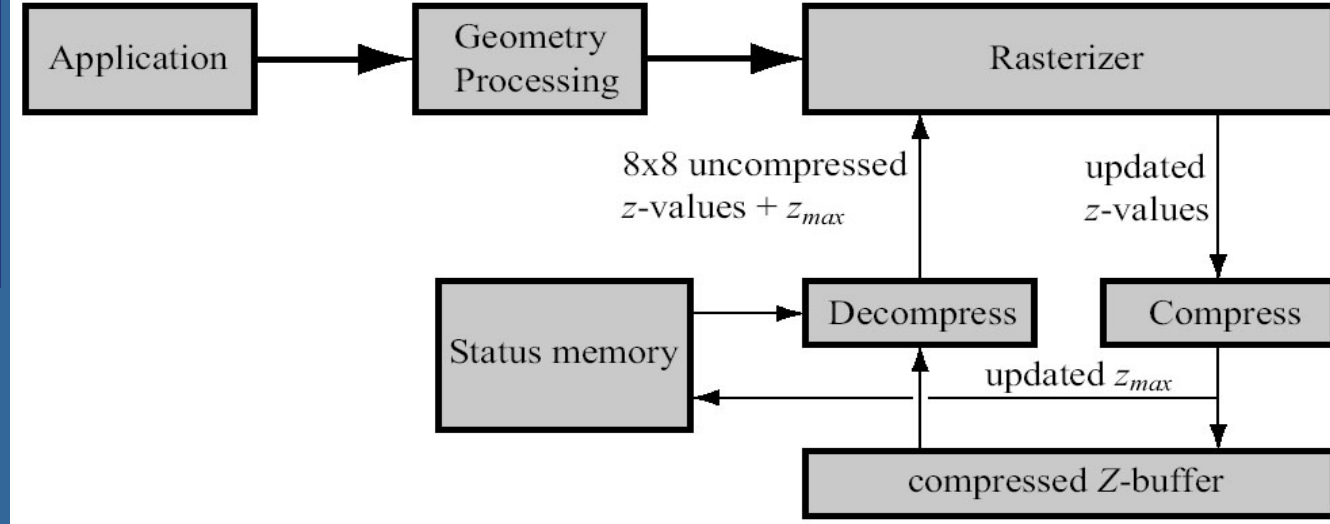 Application
Geometry
Processing
Rasterizer
8x8 uncompressed
z-values + zmax
updated
z-values
Status memory
Decompress
Compress
updated zmax
compressed Z-buffer